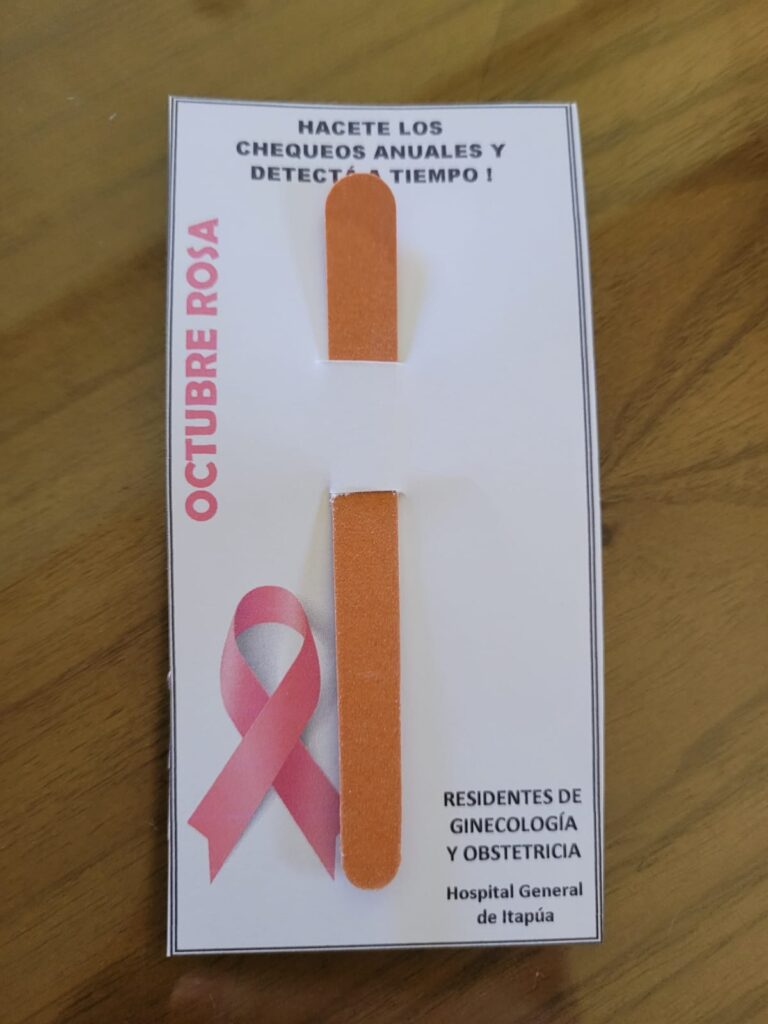 HACETE LOS
CHEQUEOS ANUALES Y
DETECTÁ A TIEMPO !
OCTUBRE ROSA
RESIDENTES DE
GINECOLOGÍA
Y OBSTETRICIA
Hospital General
de Itapúa